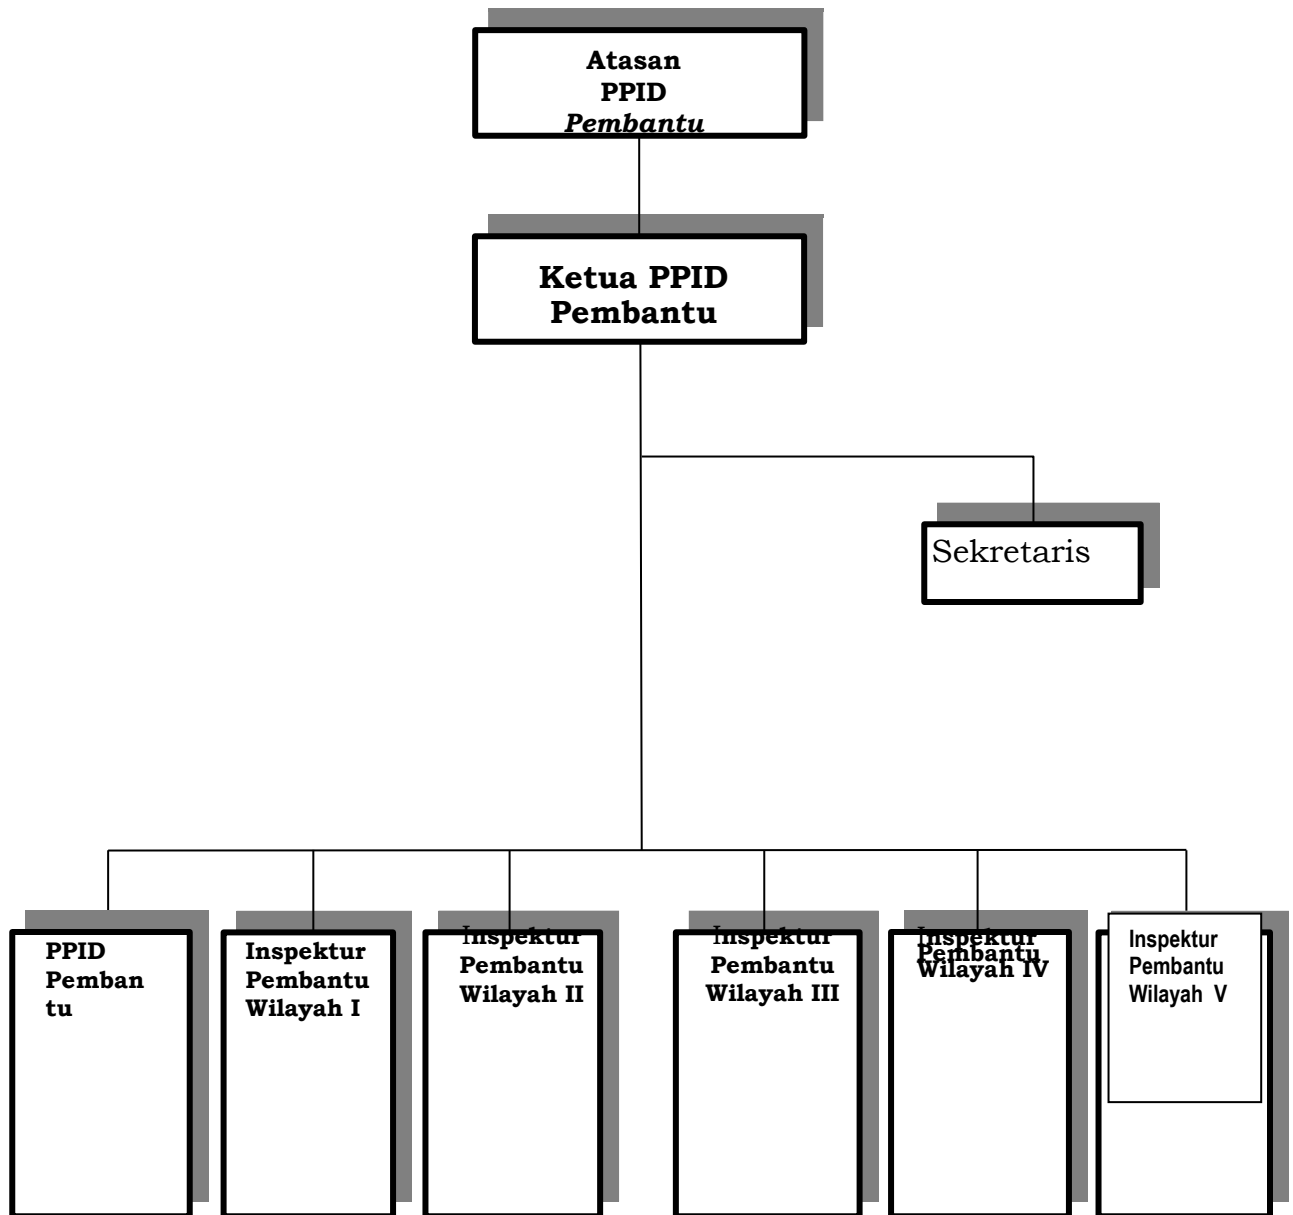 Atasan
PPID
Pembantu
Ketua PPID
Pembantu
Sekretaris
PPID
Pemban
tu
Inspektur
Pembantu
Wilayah I
Inspektur
Pembantu
Wilayah II
Inspektur
Pembantu
Wilayah III
Inspektur
Pembantu
Wilayah IV
Inspektur
Pembantu
Wilayah V